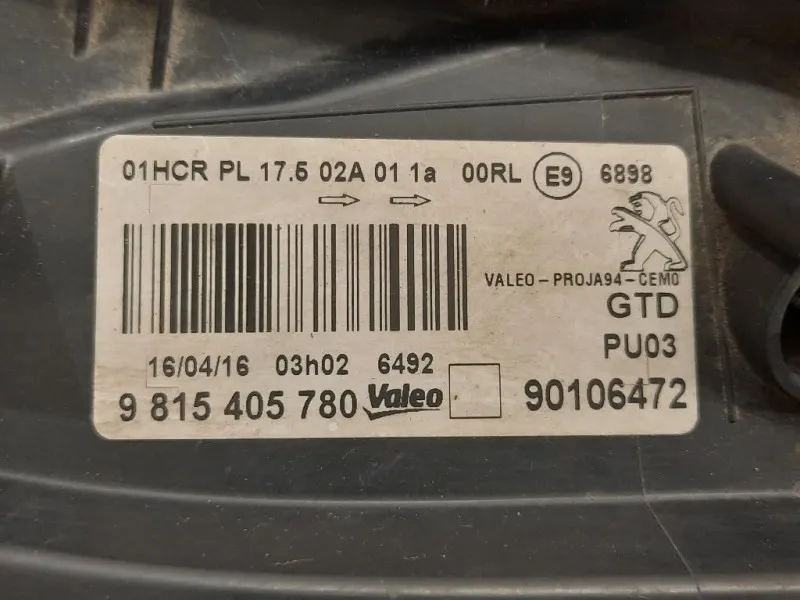 01HCR PL 17.5 02A 01 1a 00RL E9 6898
VALEO-PROJA94-CEM0
GTD
PU03
16/04/16 03h02 6492
9 815 405 780 Valeo 90106472